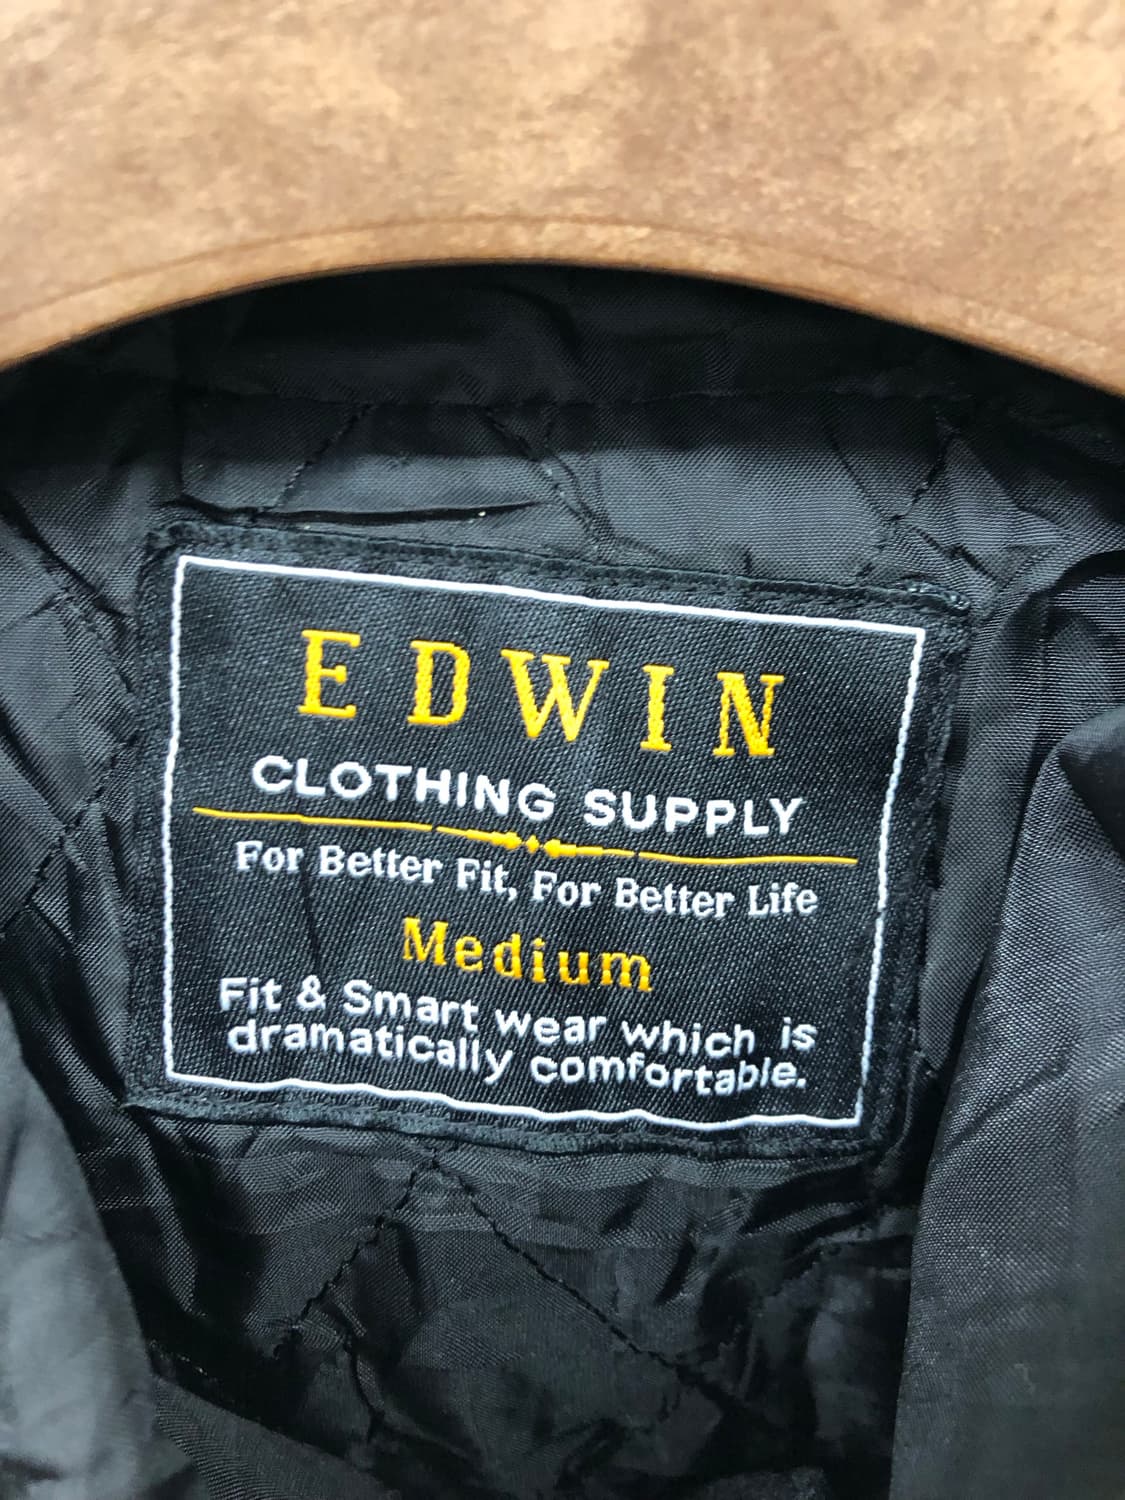 EDWIN
CLOTHING SUPPLY
For Better Fit, For Better Life
Medium
Fit & Smart wear which is
dramatically comfortable.